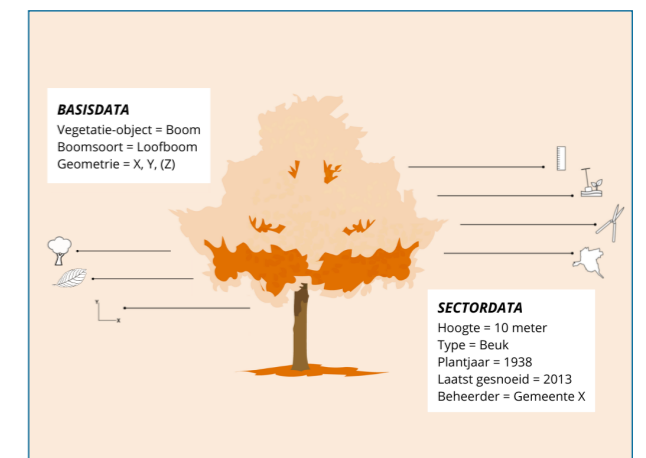 BASISDATA
Vegetatie-object = Boom
Boomsoort = Loofboom
Geometrie = X, Y, (Z)
Y
X
SECTORDATA
Hoogte = 10 meter
Type = Beuk
Plantjaar = 1938
Laatst gesnoeid = 2013
Beheerder = Gemeente X